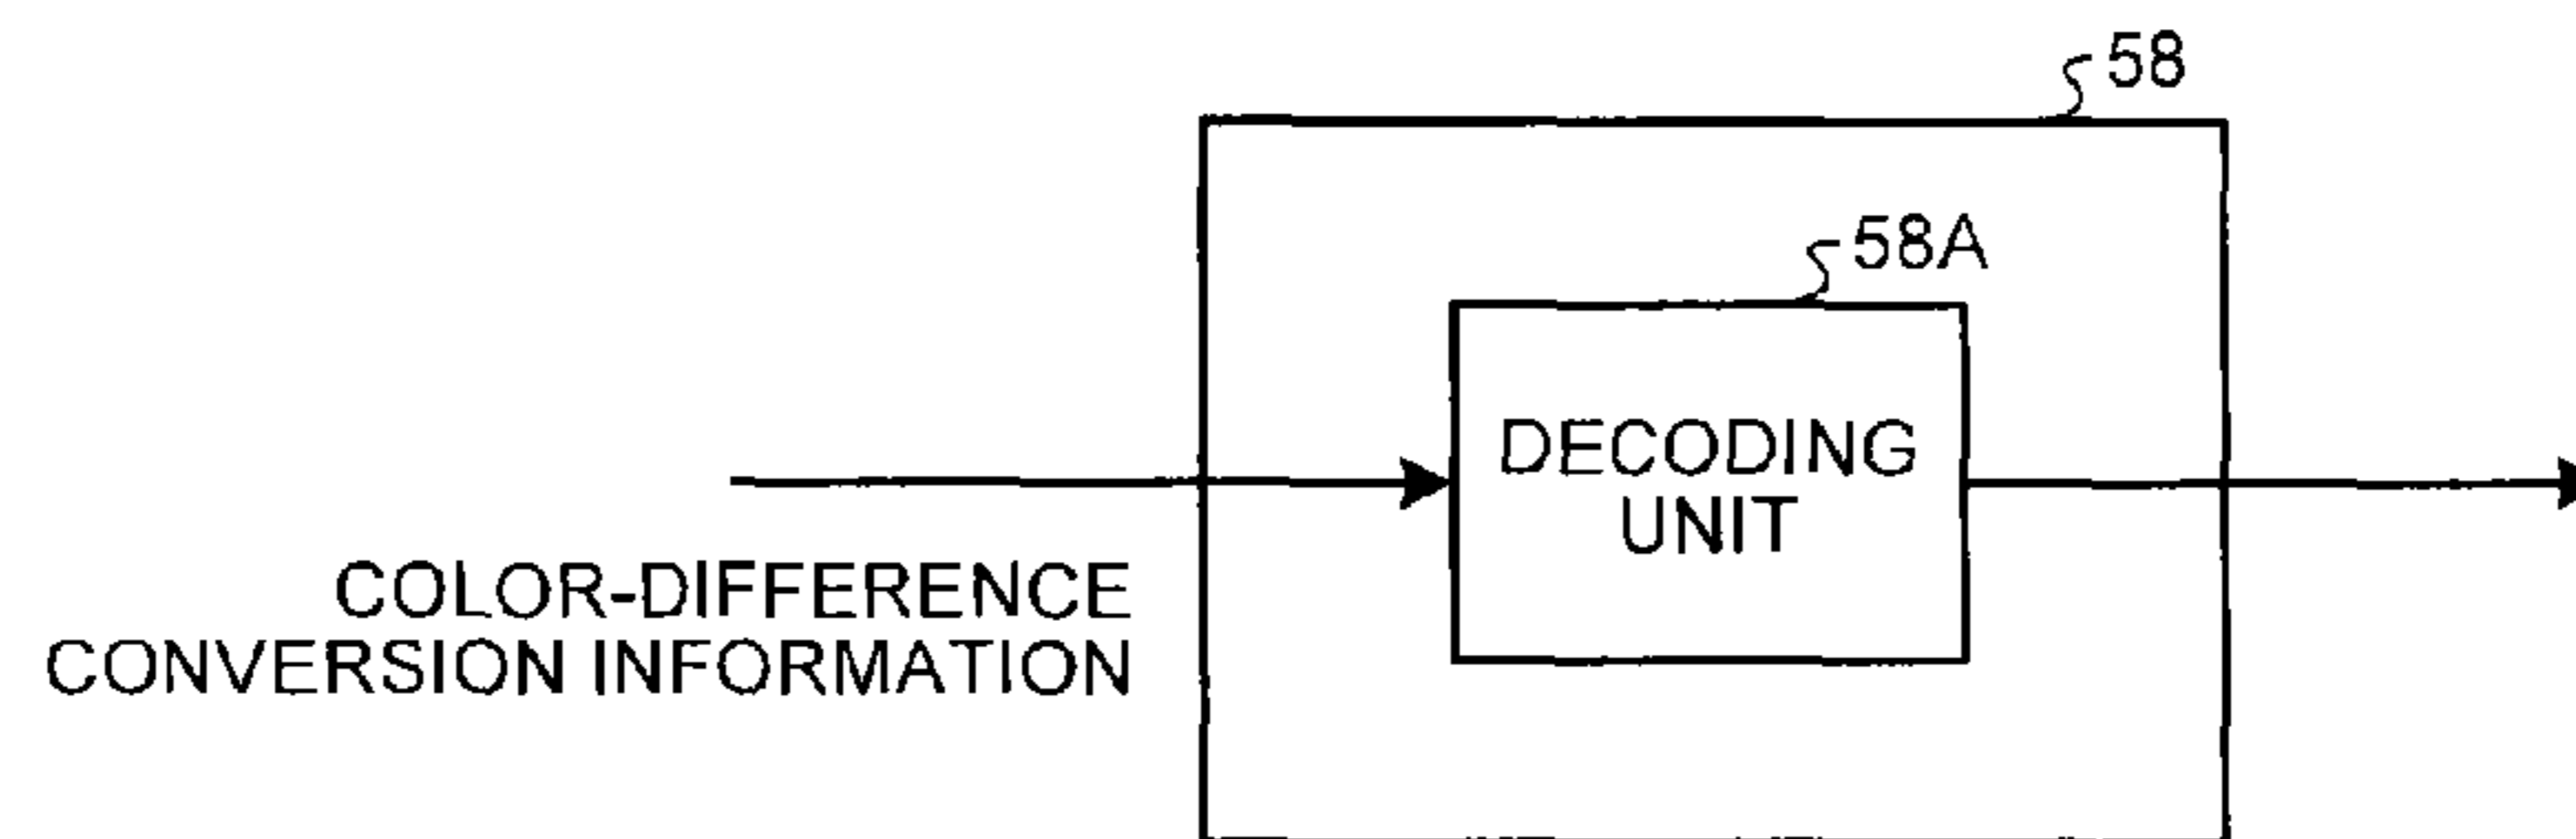 58
58A
DECODING
UNIT
COLOR-DIFFERENCE
CONVERSION INFORMATION